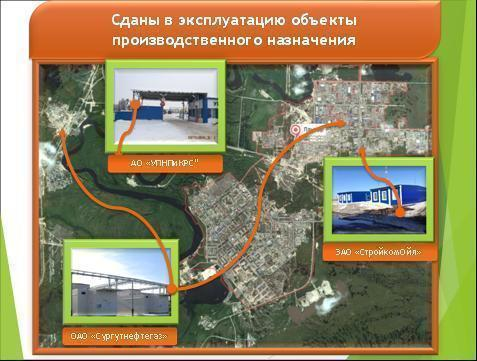 Сданы в эксплуатацию объекты
производственного назначения
АО «УПНПиКРС"
ЗАО «СтройкомОйл»
ОАО «Сургутнефтегаз»